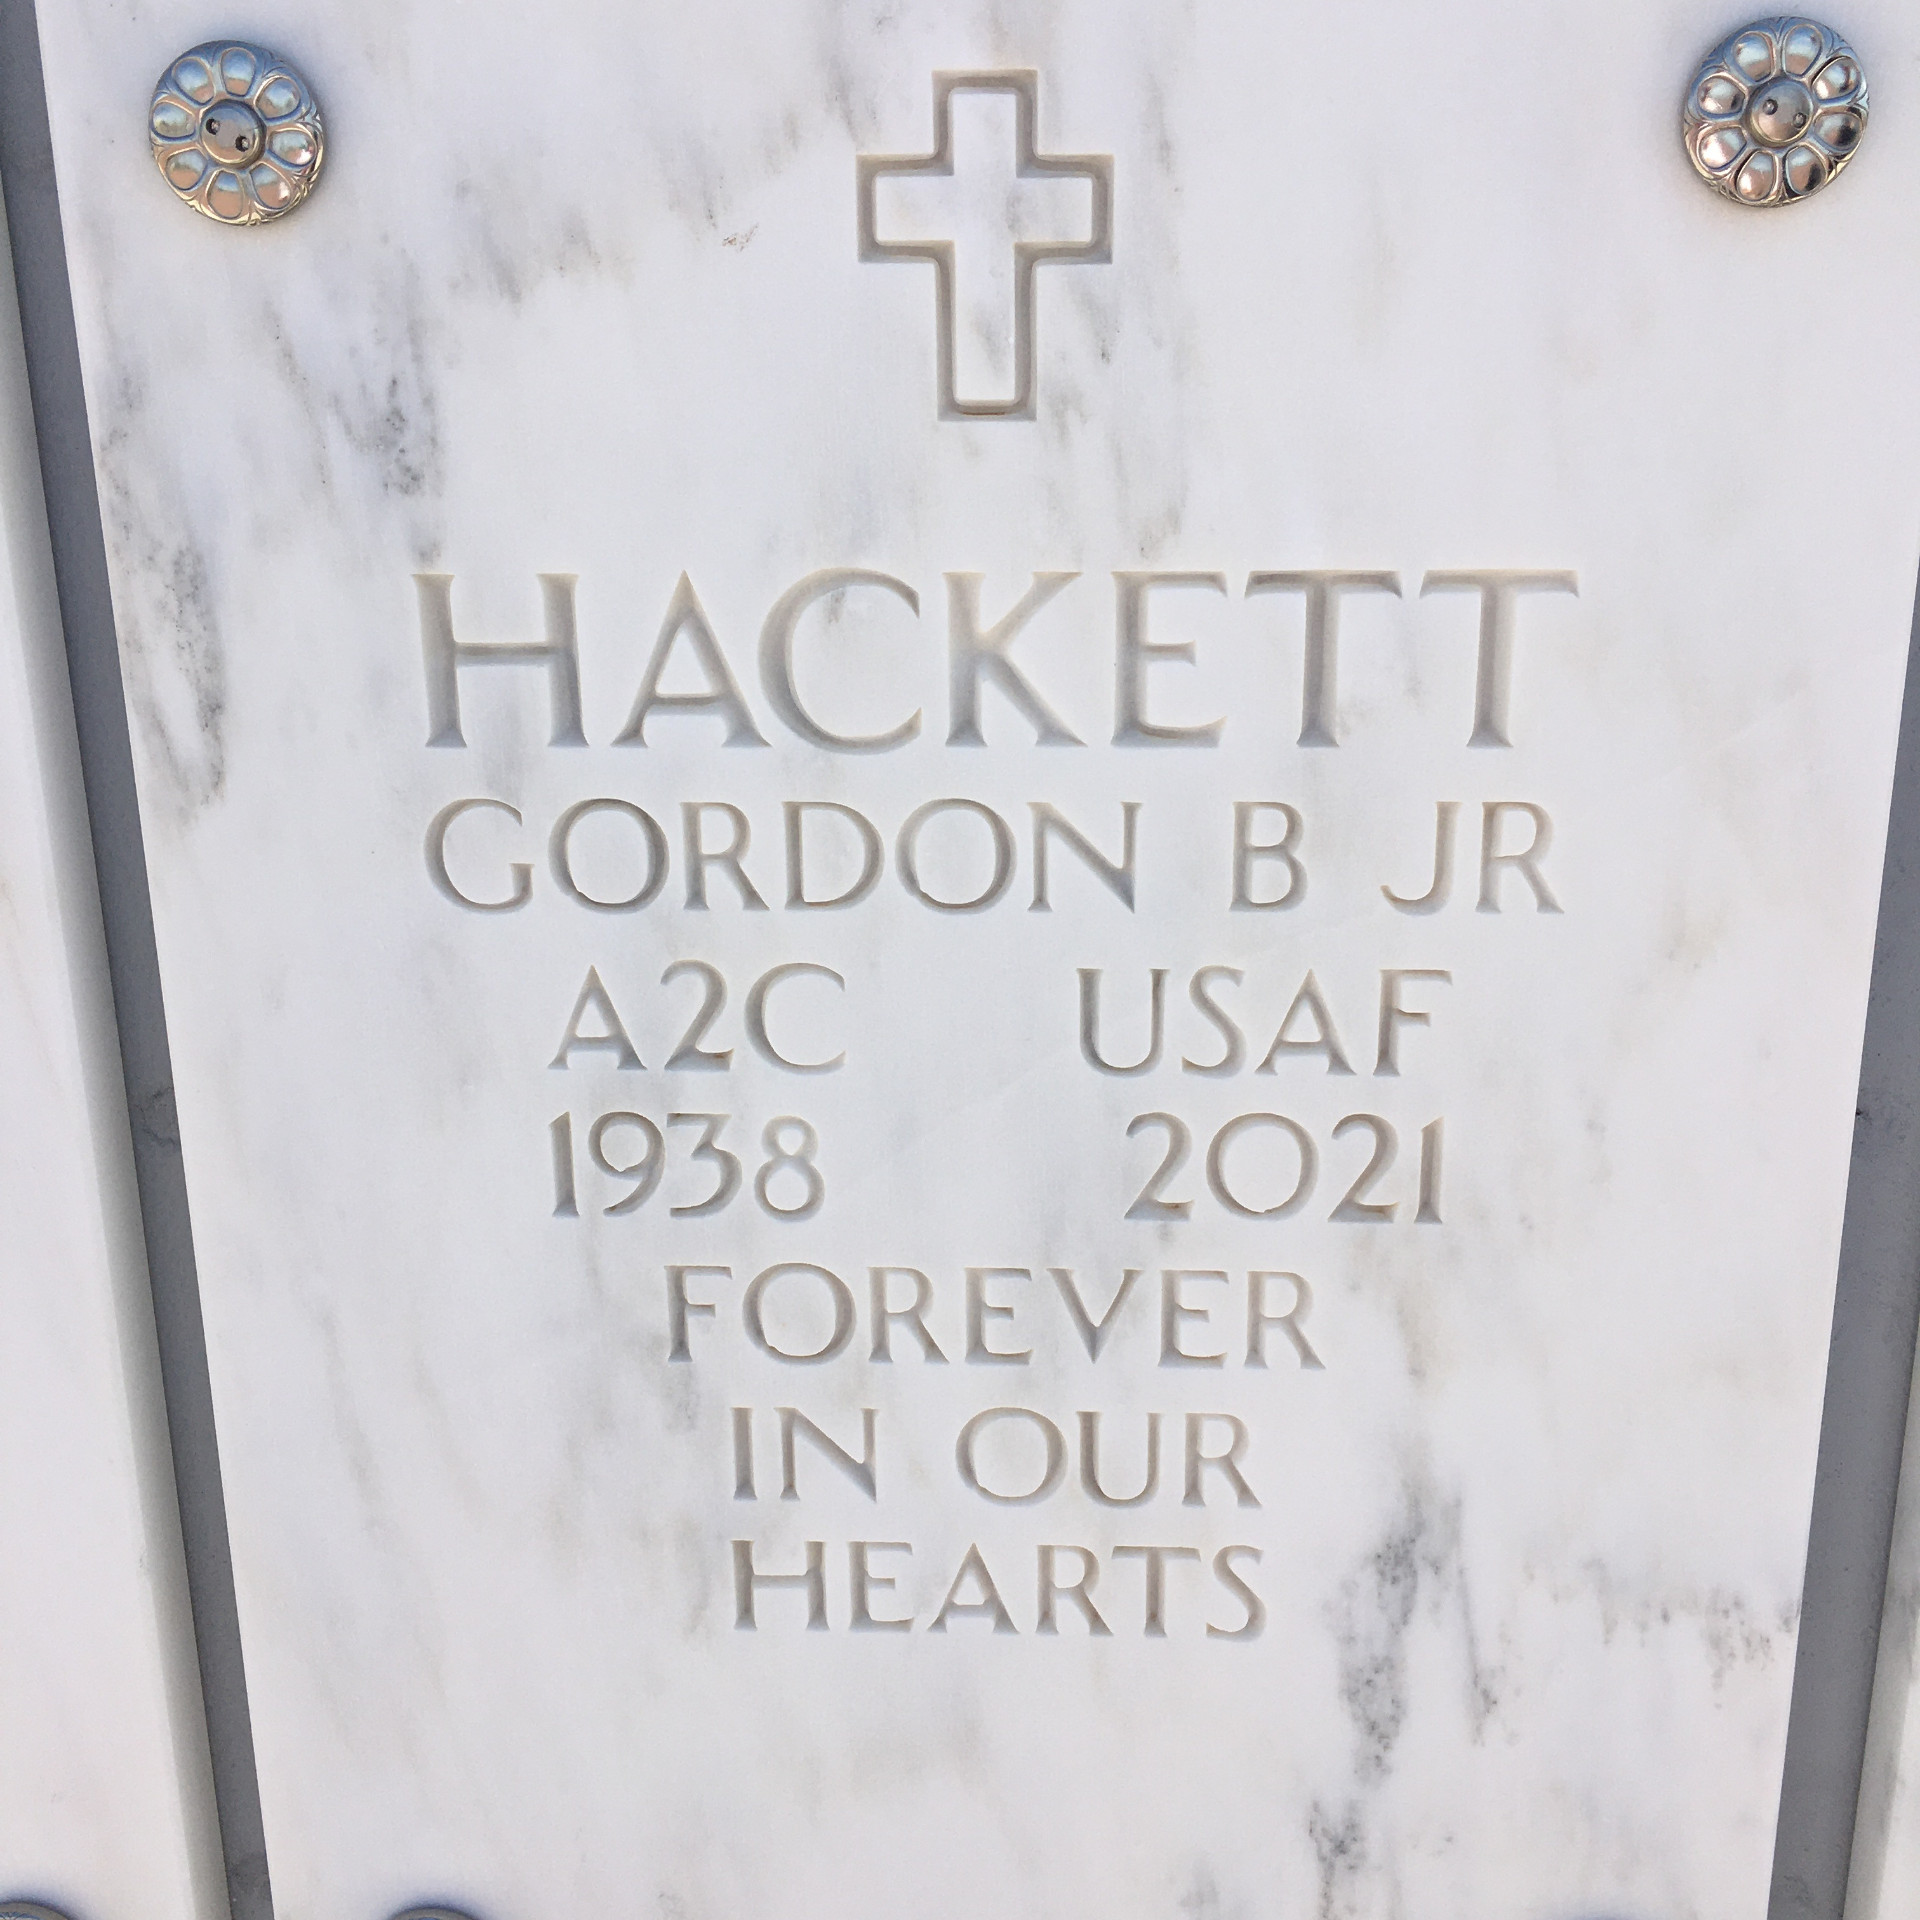 HACKETT
GORDON B JR
A2C USAF
1938 2021
FOREVER
IN OUR
HEARTS